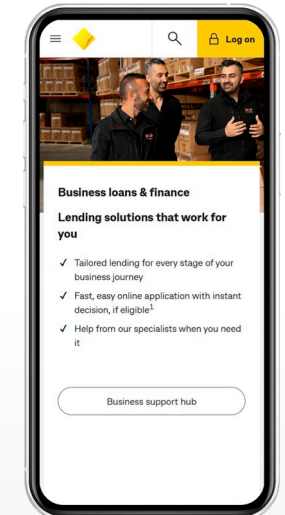 Log on
Business loans & finance
Lending solutions that work for
you
✓ Tailored lending for every stage of your
business journey
✓ Fast, easy online application with instant
decision, if eligible1
✓ Help from our specialists when you need
it
Business support hub